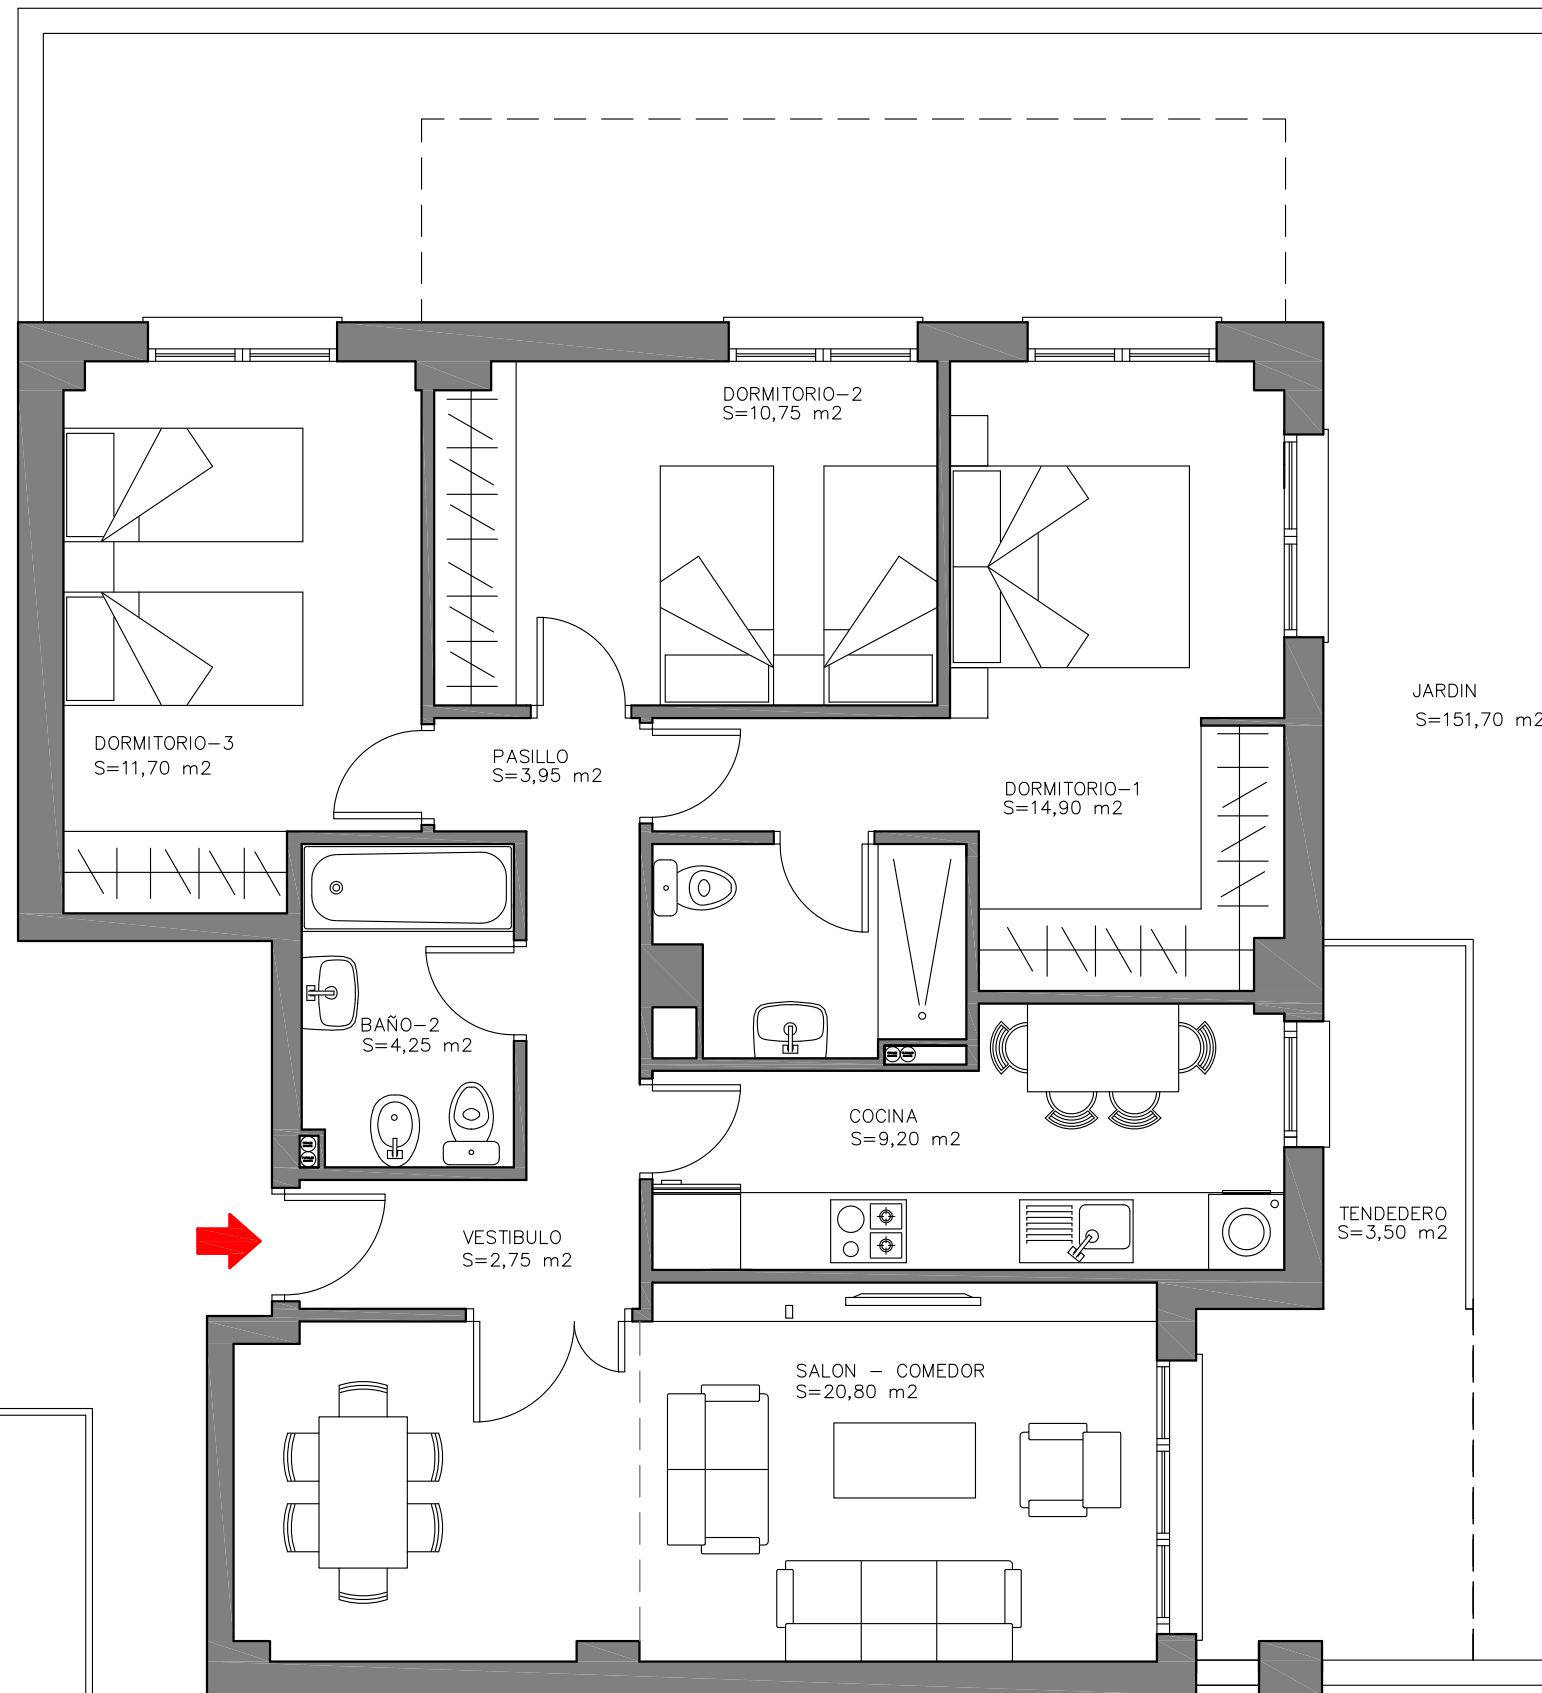 DORMITORIO-2
S=10,75 m2
JARDIN
S=151,70 m2
DORMITORIO-3
S=11,70 m2
PASILLO
S=3,95 m2
DORMITORIO-1
S=14,90 m2
BAÑO-2
S=4,25 m2
COCINA
S=9,20 m2
VESTIBULO
S=2,75 m2
TENDEDERO
S=3,50 m2
SALON - COMEDOR
S=20,80 m2